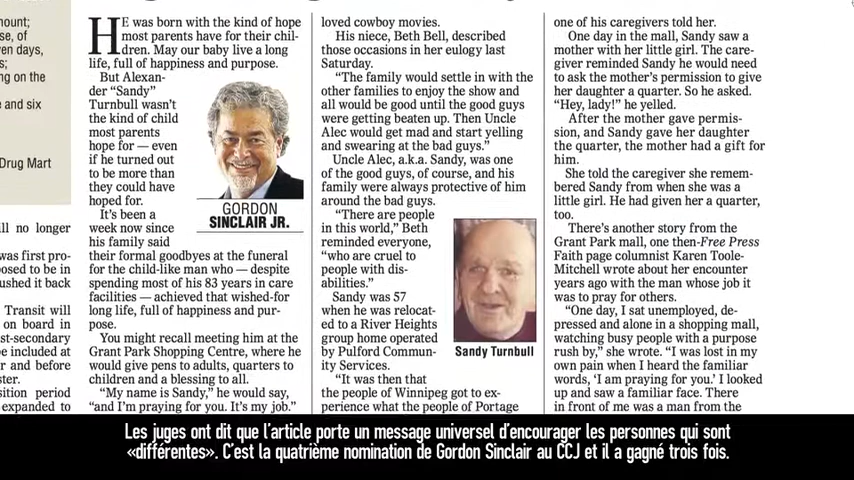 mount;
se, of
ven days,
s;
ng on the
e and six
Drug Mart
ill no longer
was first pro-
posed to be in
ushed it back
Transit will
on board in
st-secondary
be included at
r and before
ster.
sition period
expanded to
HE was born with the kind of hope
most parents have for their chil-
dren. May our baby live a long
life, full of happiness and purpose.
But Alexan-
der “Sandy”
Turnbull wasn’t
the kind of child
most parents
hope for — even
if he turned out
to be more than
they could have
hoped for.
It’s been a
week now since
his family said
their formal goodbyes at the funeral
for the child-like man who — despite
spending most of his 83 years in care
facilities — achieved that wished-for
long life, full of happiness and pur-
pose.
You might recall meeting him at the
Grant Park Shopping Centre, where he
would give pens to adults, quarters to
children and a blessing to all.
“My name is Sandy,” he would say,
“and I’m praying for you. It’s my job.”
GORDON
SINCLAIR JR.
loved cowboy movies.
His niece, Beth Bell, described
those occasions in her eulogy last
Saturday.
“The family would settle in with the
other families to enjoy the show and
all would be good until the good guys
were getting beaten up. Then Uncle
Alec would get mad and start yelling
and swearing at the bad guys.”
Uncle Alec, a.k.a. Sandy, was one
of the good guys, of course, and his
family were always protective of him
around the bad guys.
“There are people
in this world,” Beth
reminded everyone,
“who are cruel to
people with dis-
abilities.”
Sandy was 57
when he was relocat-
ed to a River Heights
group home operated
by Pulford Commun-
ity Services.
“It was then that
the people of Winnipeg got to ex-
perience what the people of Portage
Sandy Turnbull
one of his caregivers told her.
One day in the mall, Sandy saw a
mother with her little girl. The care-
giver reminded Sandy he would need
to ask the mother’s permission to give
her daughter a quarter. So he asked.
“Hey, lady!” he yelled.
After the mother gave permis-
sion, and Sandy gave her daughter
the quarter, the mother had a gift for
him.
She told the caregiver she remem-
bered Sandy from when she was a
little girl. He had given her a quarter,
too.
There’s another story from the
Grant Park mall, one then-Free Press
Faith page columnist Karen Toole-
Mitchell wrote about her encounter
years ago with the man whose job it
was to pray for others.
“One day, I sat unemployed, de-
pressed and alone in a shopping mall,
watching busy people with a purpose
rush by,” she wrote. “I was lost in my
own pain when I heard the familiar
words, ‘I am praying for you.’ I looked
up and saw a familiar face. There
in front of me was a man from the
Les juges ont dit que l’article porte un message universel d’encourager les personnes qui sont
«différentes». C’est la quatrième nomination de Gordon Sinclair au CCJ et il a gagné trois fois.